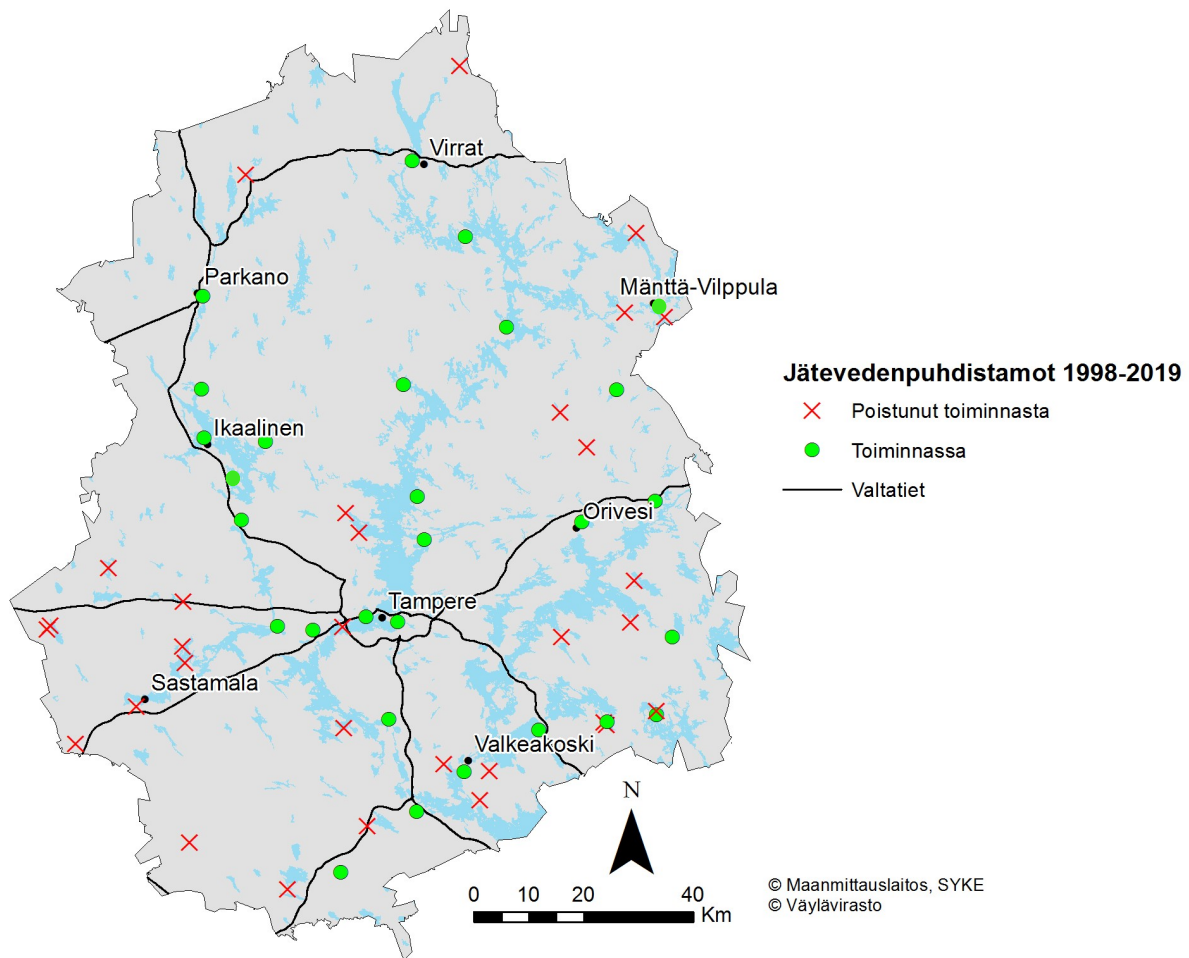 Virrat
Parkano
Mänttä-Vilppula
Jätevedenpuhdistamot 1998-2019
Poistunut toiminnasta
Toiminnassa
Valtatiet
Ikaalinen
Orivesi
Tampere
Sastamala
Valkeakoski
N
0 10 20 40
Km
© Maanmittauslaitos, SYKE
© Väylävirasto